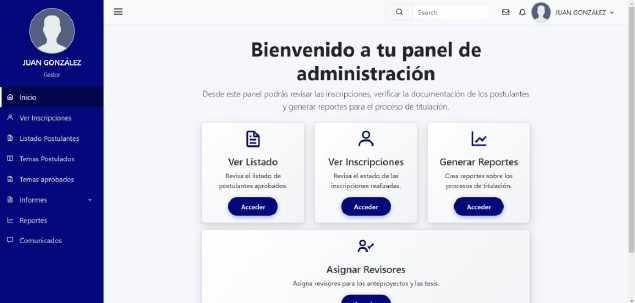 JUAN GONZÁLEZ
Gestor
Inicio
Ver Inscripciones
Listado Postulantes
Temas Postulados
Temas aprobados
Informes
Reportes
Comunicados
Search
JUAN GONZÁLEZ
Bienvenido a tu panel de
administración
Desde este panel podrás revisar las inscripciones, verificar la documentación de los postulantes
y generar reportes para el proceso de titulación.
Ver Listado
Revisa el listado de
postulantes aprobados.
Acceder
Ver Inscripciones
Revisa el estado de las
inscripciones realizadas.
Acceder
Generar Reportes
Crea reportes sobre los
procesos de titulación.
Acceder
Asignar Revisores
Asigna revisores para los anteproyectos y las tesis.
Acceder